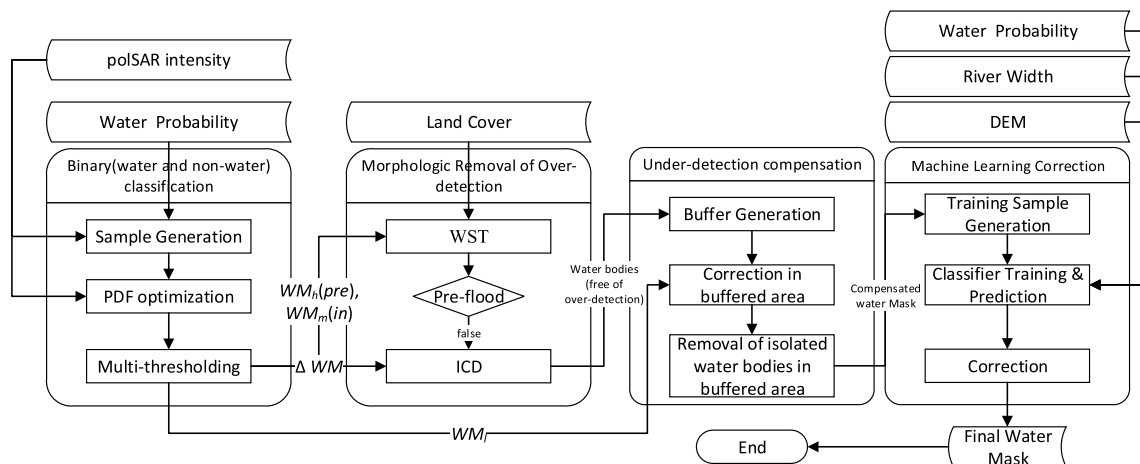 polSAR intensity
Water Probability
Binary(water and non-water)
classification
Sample Generation
PDF optimization
Multi-thresholding
WMh(pre),
WMm(in)
Δ WM
WMl
Land Cover
Morphologic Removal of Over-
detection
WST
Pre-flood
false
ICD
Water bodies
(free of
over-detection)
Under-detection compensation
Buffer Generation
Correction in
buffered area
Removal of isolated
water bodies in
buffered area
Compensated
water Mask
Water Probability
River Width
DEM
Machine Learning Correction
Training Sample
Generation
Classifier Training &
Prediction
Correction
Final Water
Mask
End